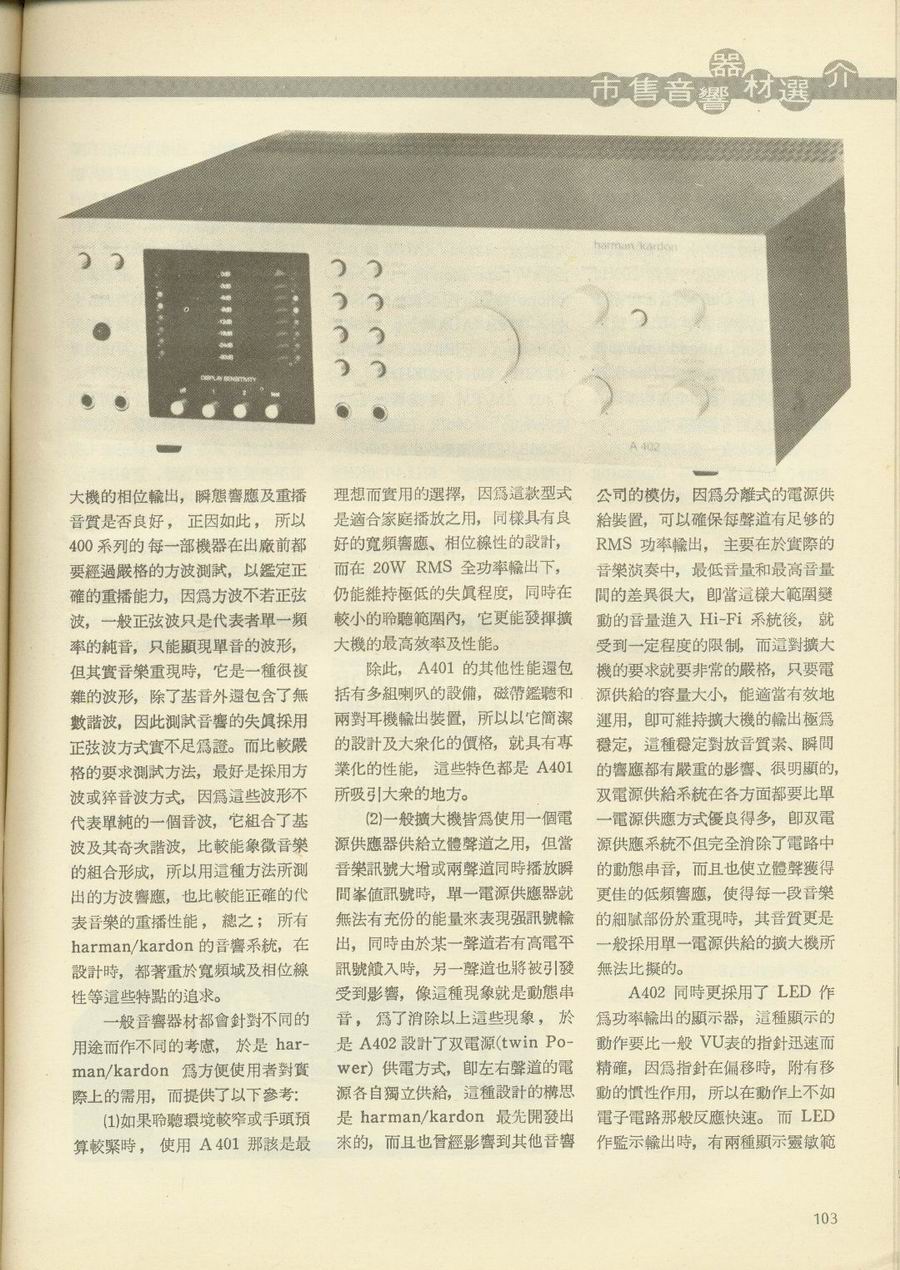 市售音響器材選介
harman/kardon
DISPLAY SENSITIVITY
A 402
大機的相位輸出，瞬態響應及重播
音質是否良好，正因如此，所以
400 系列的每一部機器在出廠前都
要經過嚴格的方波測試，以鑑定正
確的重播能力，因爲方波不若正弦
波，一般正弦波只是代表者單一頻
率的純音，只能顯現單音的波形，
但其實音樂重現時，它是一種很複
雜的波形，除了基音外還包含了無
數諧波，因此測試音響的失眞採用
正弦波方式實不足爲證。而比較嚴
格的要求測試方法，最好是採用方
波或猝音波方式，因爲這些波形不
代表單純的一個音波，它組合了基
波及其奇次諧波，比較能象徵音樂
的組合形成，所以用這種方法所測
出的方波響應，也比較能正確的代
表音樂的重播性能，總之；所有
harman/kardon 的音響系統，在
設計時，都著重於寬頻域及相位線
性等這些特點的追求。
一般音響器材都會針對不同的
用途而作不同的考慮，於是 har-
man/kardon 爲方便使用者對實
際上的需用，而提供了以下參考：
⑴如果聆聽環境較窄或手頭預
算較緊時，使用 A401 那該是最
理想而實用的選擇，因爲這款型式
是適合家庭播放之用，同樣具有良
好的寬頻響應、相位線性的設計，
而在 20W RMS 全功率輸出下，
仍能維持極低的失眞程度，同時在
較小的聆聽範圍內，它更能發揮擴
大機的最高效率及性能。
除此，A401 的其他性能還包
括有多組喇叭的設備，磁帶鑑聽和
兩對耳機輸出裝置，所以以它簡潔
的設計及大衆化的價格，就具有專
業化的性能，這些特色都是 A401
所吸引大衆的地方。
⑵一般擴大機皆爲使用一個電
源供應器供給立體聲道之用，但當
音樂訊號大增或兩聲道同時播放瞬
間峯値訊號時，單一電源供應器就
無法有充份的能量來表現强訊號輸
出，同時由於某一聲道若有高電平
訊號饋入時，另一聲道也將被引發
受到影響，像這種現象就是動態串
音，爲了消除以上這些現象，於
是 A402 設計了双電源(twin Po-
wer) 供電方式，卽左右聲道的電
源各自獨立供給，這種設計的構思
是 harman/kardon 最先開發出
來的，而且也曾經影響到其他音響
公司的模仿，因爲分離式的電源供
給裝置，可以確保每聲道有足够的
RMS 功率輸出，主要在於實際的
音樂演奏中，最低音量和最高音量
間的差異很大，卽當這樣大範圍變
動的音量進入 Hi-Fi 系統後，就
受到一定程度的限制，而這對擴大
機的要求就要非常的嚴格，只要電
源供給的容量大小，能適當有效地
運用，卽可維持擴大機的輸出極爲
穩定，這種穩定對放音質素、瞬間
的響應都有嚴重的影響、很明顯的，
双電源供給系統在各方面都要比單
一電源供應方式優良得多，卽双電
源供應系統不但完全消除了電路中
的動態串音，而且也使立體聲獲得
更佳的低頻響應，使得每一段音樂
的細膩部份於重現時，其音質更是
一般採用單一電源供給的擴大機所
無法比擬的。
A402 同時更採用了 LED 作
爲功率輸出的顯示器，這種顯示的
動作要比一般 VU表的指針迅速而
精確，因爲指針在偏移時，附有移
動的慣性作用，所以在動作上不如
電子電路那般反應快速。而 LED
作監示輸出時，有兩種顯示靈敏範
103